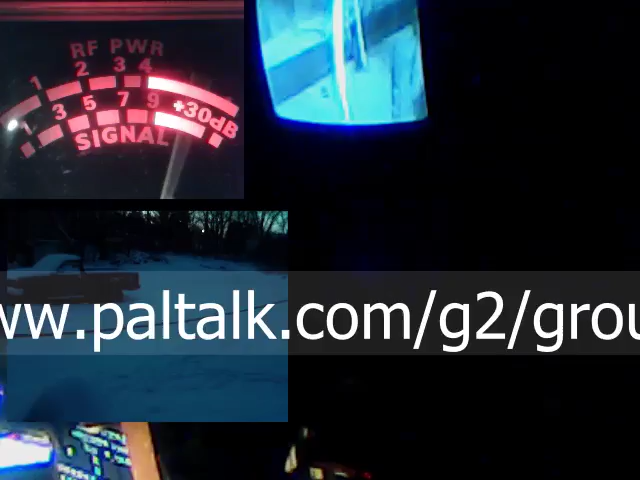 RF PWR
1 2 3 4
1 3 5 7 9 +30dB
SIGNAL
ww.paltalk.com/g2/grou